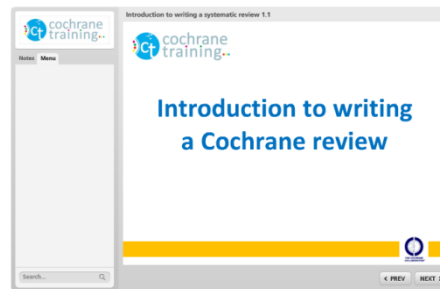 cochrane
training..
Notes Menu
Search...
Introduction to writing a systematic review 1.1
cochrane
training..
Introduction to writing
a Cochrane review
< PREV NEXT